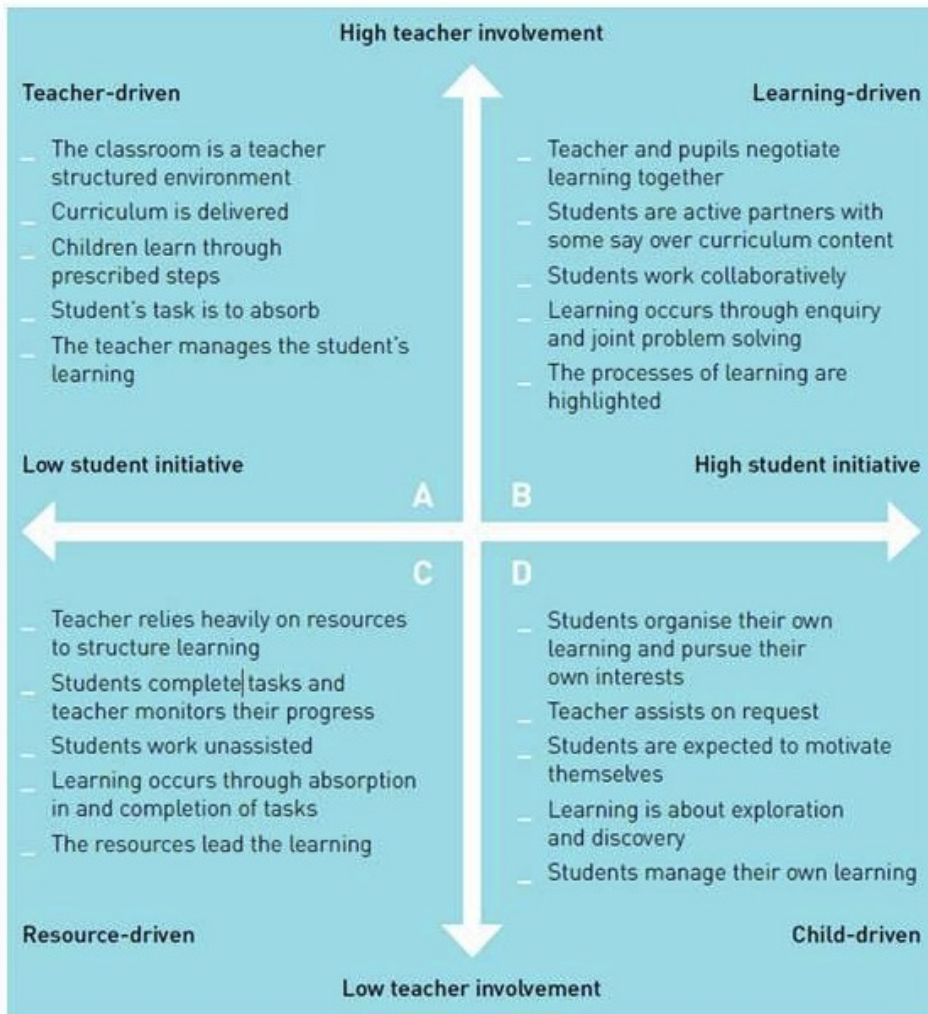 High teacher involvement
Teacher-driven
_ The classroom is a teacher
structured environment
_ Curriculum is delivered
_ Children learn through
prescribed steps
_ Student's task is to absorb
_ The teacher manages the student's
learning
Low student initiative
A
Learning-driven
_ Teacher and pupils negotiate
learning together
_ Students are active partners with
some say over curriculum content
_ Students work collaboratively
_ Learning occurs through enquiry
and joint problem solving
_ The processes of learning are
highlighted
High student initiative
B
C
_ Teacher relies heavily on resources
to structure learning
_ Students complete tasks and
teacher monitors their progress
_ Students work unassisted
_ Learning occurs through absorption
in and completion of tasks
_ The resources lead the learning
Resource-driven
D
_ Students organise their own
learning and pursue their
own interests
_ Teacher assists on request
_ Students are expected to motivate
themselves
_ Learning is about exploration
and discovery
_ Students manage their own learning
Child-driven
Low teacher involvement